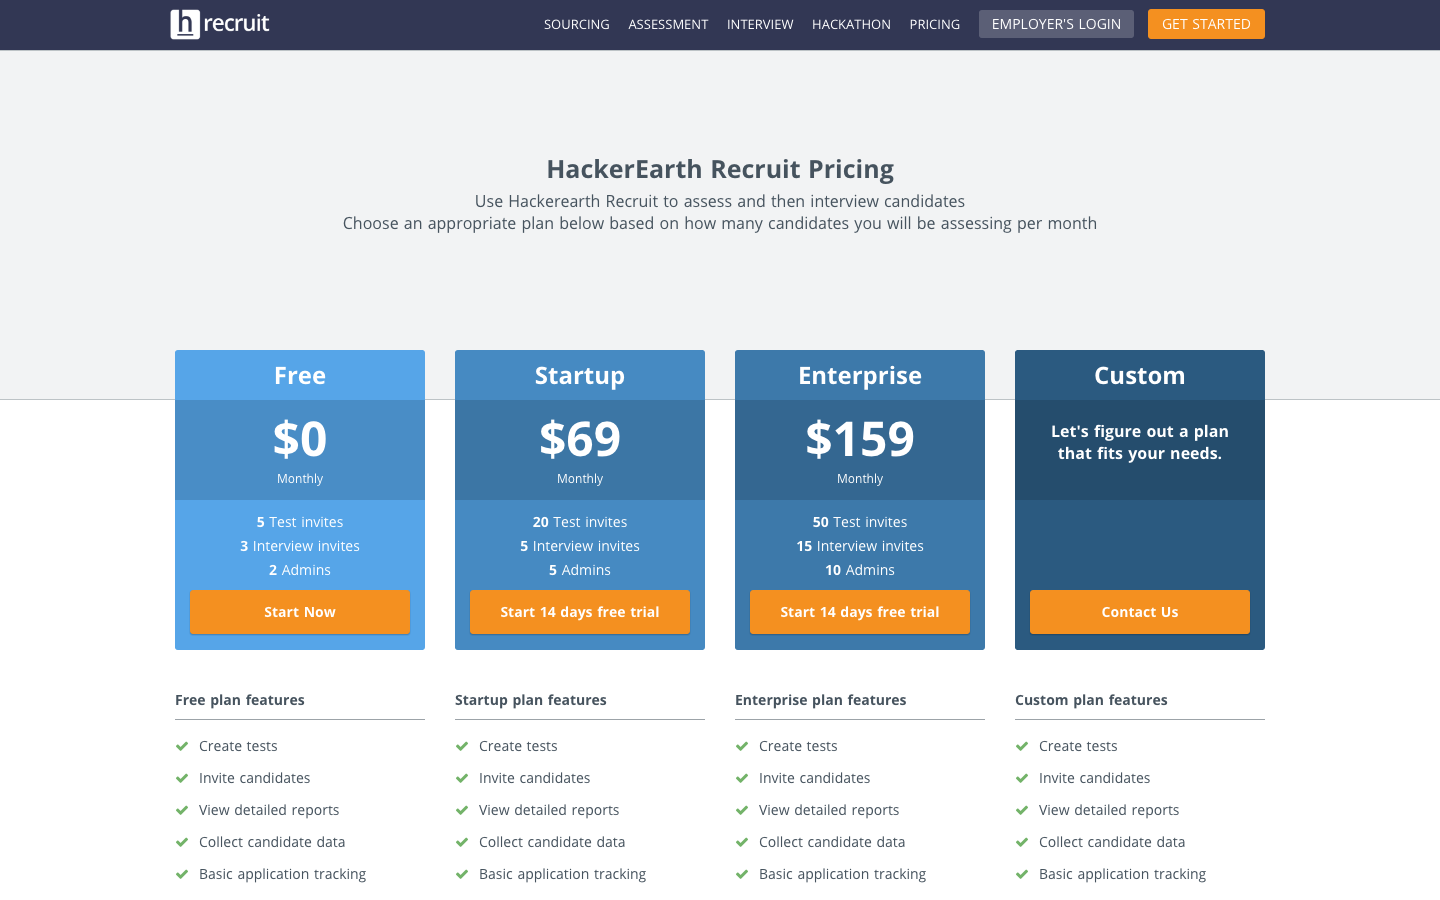 h recruit
SOURCING ASSESSMENT INTERVIEW HACKATHON PRICING EMPLOYER'S LOGIN GET STARTED
HackerEarth Recruit Pricing
Use Hackerearth Recruit to assess and then interview candidates
Choose an appropriate plan below based on how many candidates you will be assessing per month
Free
$0
Monthly
5 Test invites
3 Interview invites
2 Admins
Start Now
Startup
$69
Monthly
20 Test invites
5 Interview invites
5 Admins
Start 14 days free trial
Enterprise
$159
Monthly
50 Test invites
15 Interview invites
10 Admins
Start 14 days free trial
Custom
Let's figure out a plan
that fits your needs.
Contact Us
Free plan features
Create tests
Invite candidates
View detailed reports
Collect candidate data
Basic application tracking
Startup plan features
Create tests
Invite candidates
View detailed reports
Collect candidate data
Basic application tracking
Enterprise plan features
Create tests
Invite candidates
View detailed reports
Collect candidate data
Basic application tracking
Custom plan features
Create tests
Invite candidates
View detailed reports
Collect candidate data
Basic application tracking